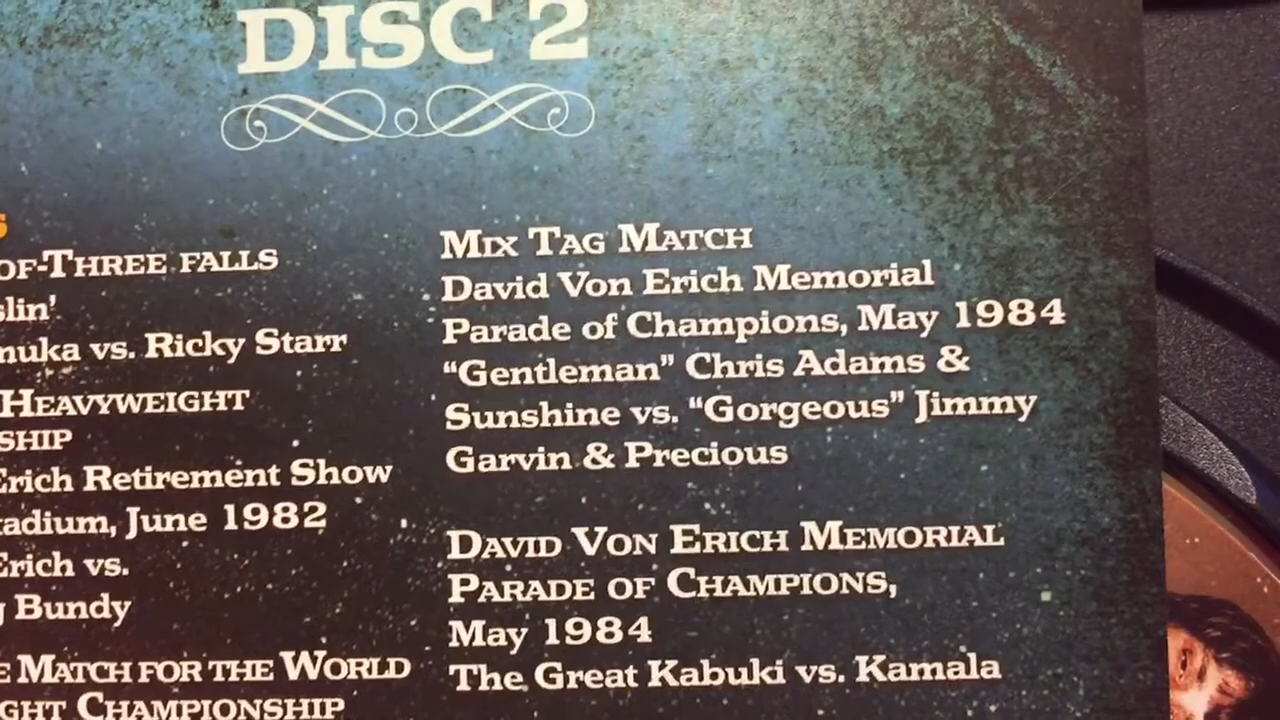 DISC 2
OF-THREE FALLS
slin'
nuka vs. Ricky Starr
HEAVYWEIGHT
SHIP
Erich Retirement Show
tadium, June 1982
Erich vs.
g Bundy
E MATCH FOR THE WORLD
GHT CHAMPIONSHIP
MIX TAG MATCH
David Von Erich Memorial
Parade of Champions, May 1984
“Gentleman” Chris Adams &
Sunshine vs. “Gorgeous” Jimmy
Garvin & Precious
DAVID VON ERICH MEMORIAL
PARADE OF CHAMPIONS,
May 1984
The Great Kabuki vs. Kamala